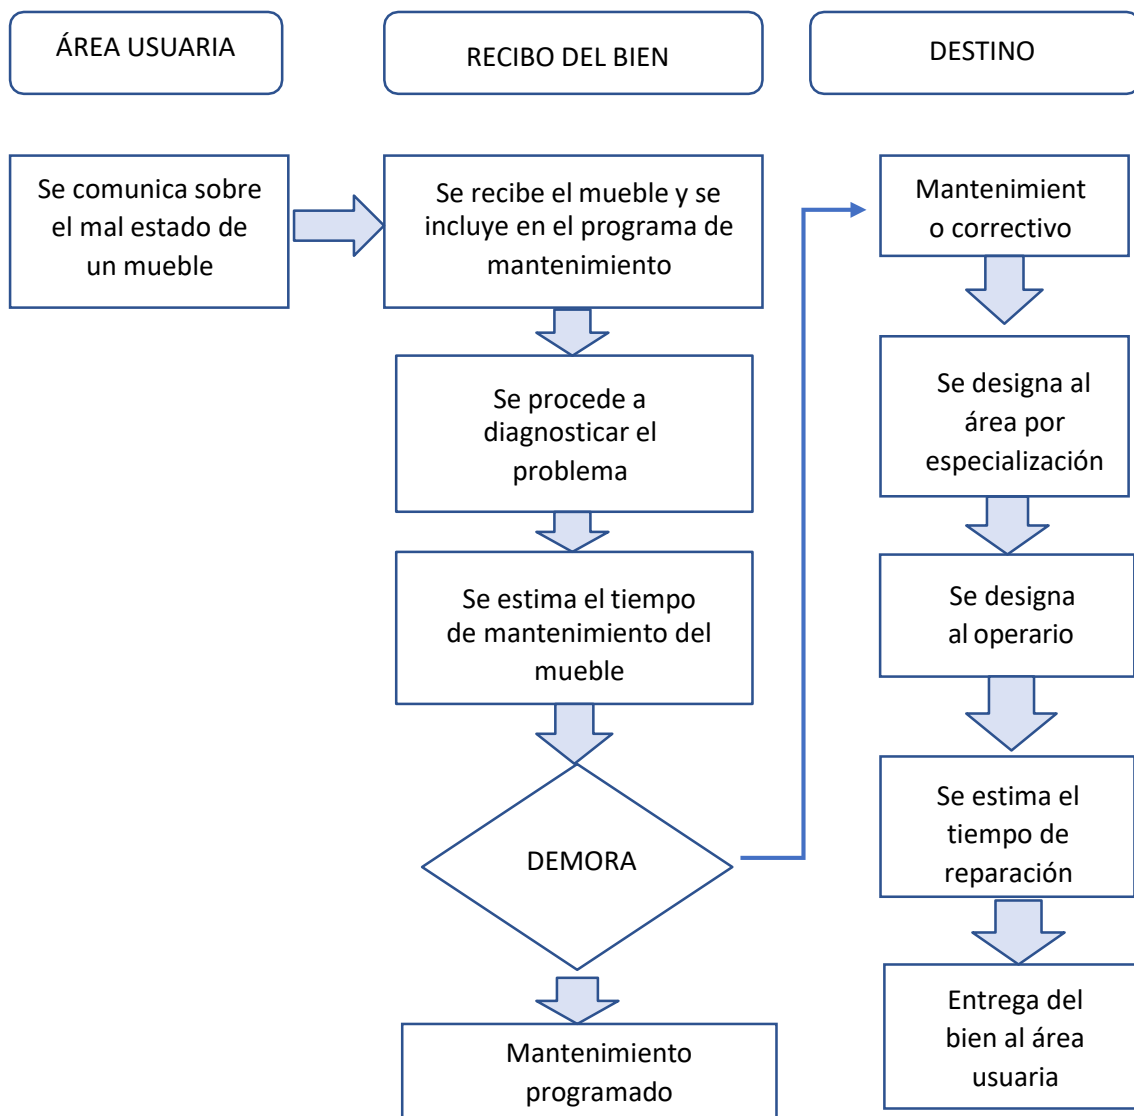 ÁREA USUARIA
RECIBO DEL BIEN
DESTINO
Se comunica sobre
el mal estado de
un mueble
Se recibe el mueble y se
incluye en el programa de
mantenimiento
Se procede a
diagnosticar el
problema
Se estima el tiempo
de mantenimiento del
mueble
DEMORA
Mantenimiento
programado
Mantenimient
o correctivo
Se designa al
área por
especialización
Se designa
al operario
Se estima el
tiempo de
reparación
Entrega del
bien al área
usuaria